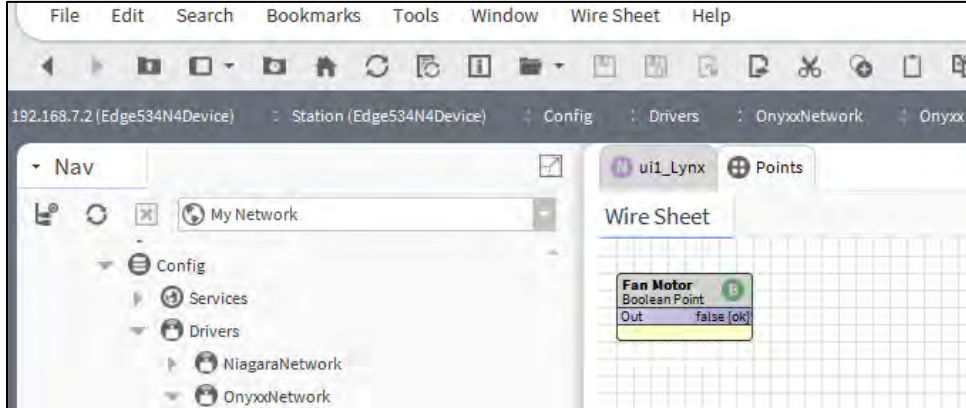 File Edit Search Bookmarks Tools Window Wire Sheet Help
192.168.7.2 (Edge534N4Device) : Station (Edge534N4Device) : Config : Drivers : OnyxxNetwork : Onyxx
Nav
My Network
Config
Services
Drivers
NiagaraNetwork
OnyxxNetwork
N ui1_Lynx Points
Wire Sheet
Fan Motor
Boolean Point B
Out false {ok}